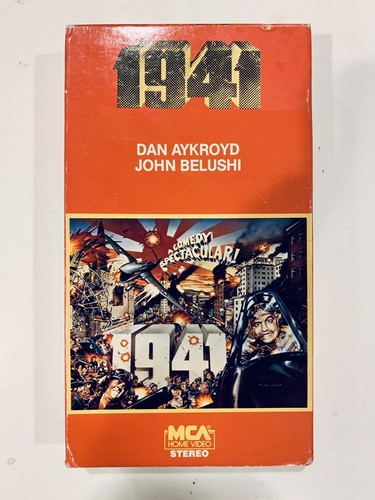 1941
DAN AYKROYD
JOHN BELUSHI
A COMEDY
SPECTACULAR!
1941
MCA
HOME VIDEO
STEREO